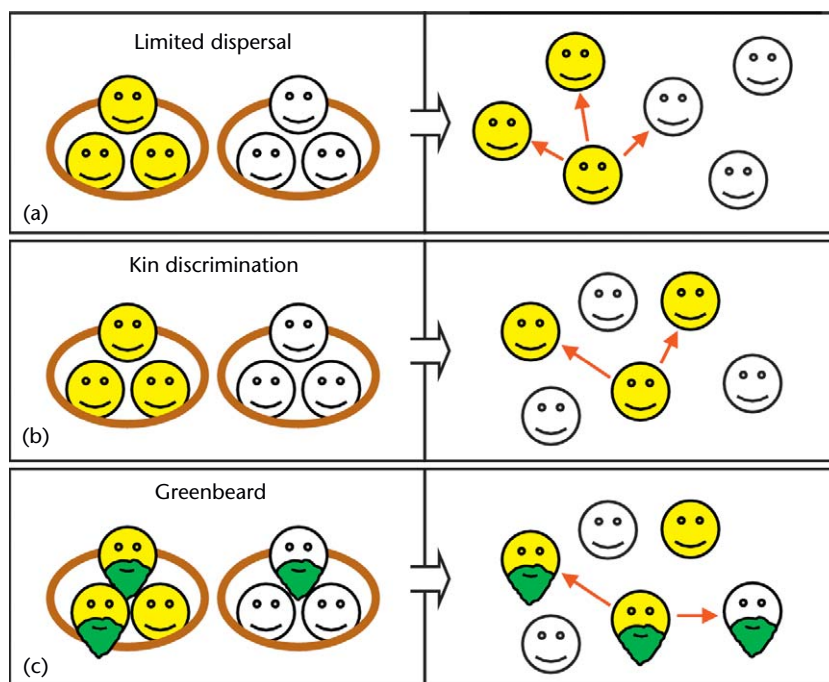 Limited dispersal
(a)
Kin discrimination
(b)
Greenbeard
(c)